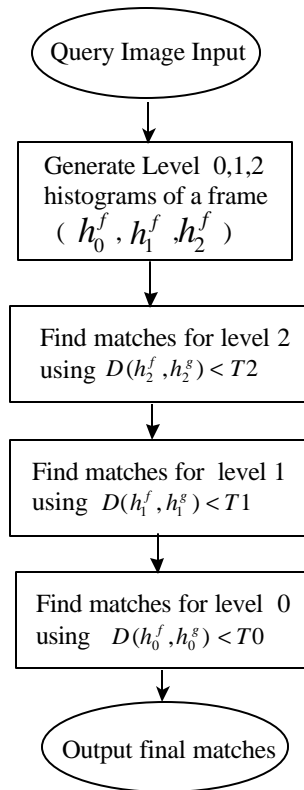 Query Image Input
Generate Level 0,1,2
histograms of a frame
( h_0^f , h_1^f , h_2^f )
Find matches for level 2
using D(h_2^f , h_2^g) < T2
Find matches for level 1
using D(h_1^f , h_1^g) < T1
Find matches for level 0
using D(h_0^f , h_0^g) < T0
Output final matches